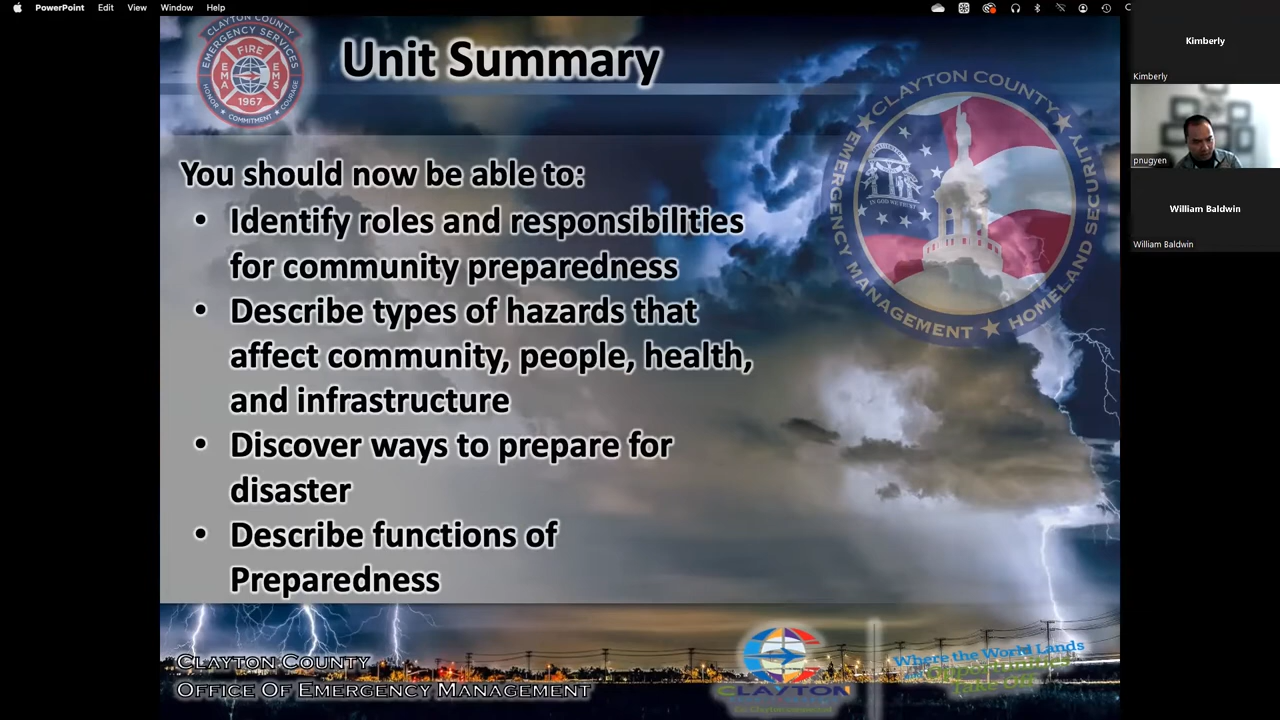 PowerPoint Edit View Window Help
CLAYTON COUNTY
EMERGENCY SERVICES
FIRE
EMA
EMS
1967
HONOR ★ COMMITMENT ★ COURAGE
Unit Summary
CLAYTON COUNTY
EMERGENCY MANAGEMENT ★ HOMELAND SECURITY
IN GOD WE TRUST
You should now be able to:
• Identify roles and responsibilities
for community preparedness
• Describe types of hazards that
affect community, people, health,
and infrastructure
• Discover ways to prepare for
disaster
• Describe functions of
Preparedness
CLAYTON COUNTY
OFFICE OF EMERGENCY MANAGEMENT
CLAYTON
Where the World Lands
Opportunities
Take Off
Kimberly
Kimberly
pnugyen
William Baldwin
William Baldwin